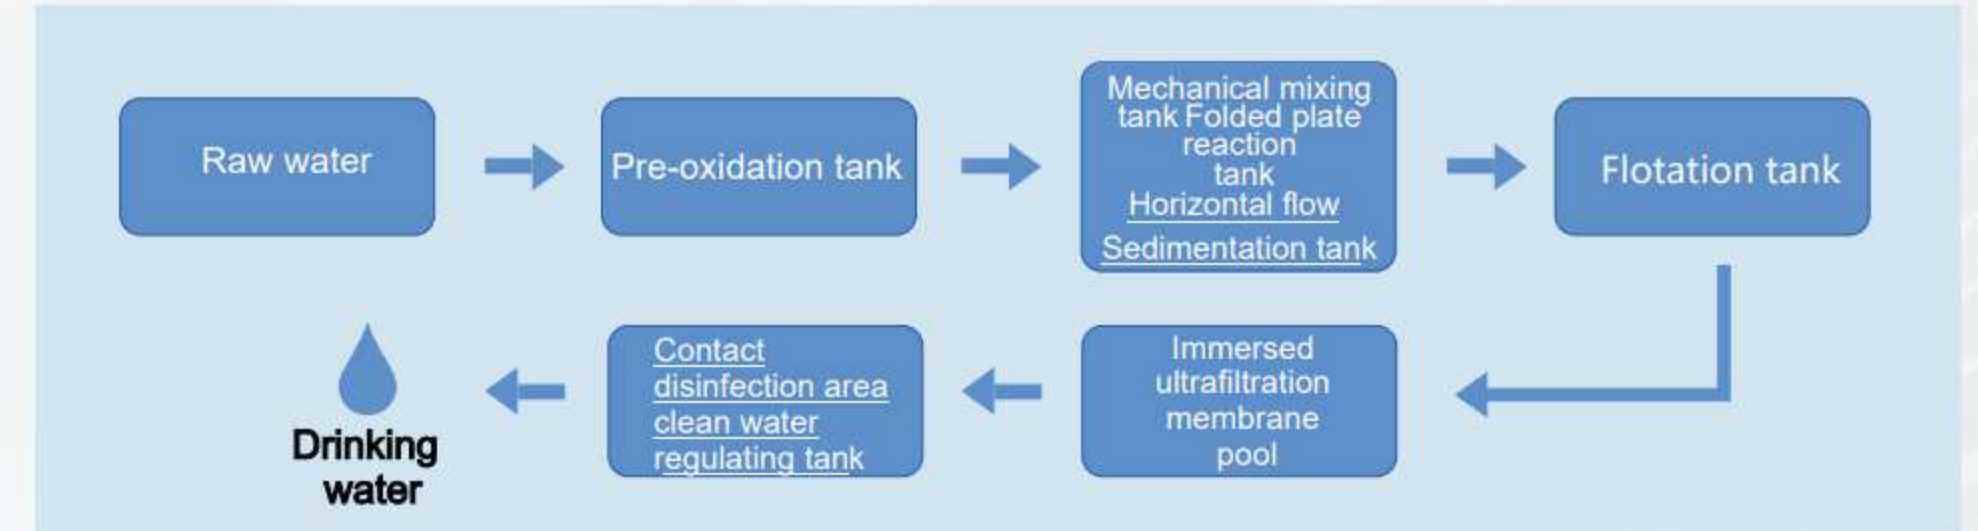 Raw water
Pre-oxidation tank
Mechanical mixing
tank Folded plate
reaction
tank
Horizontal flow
Sedimentation tank
Flotation tank
Immersed
ultrafiltration
membrane
pool
Contact
disinfection area
clean water
regulating tank
Drinking
water